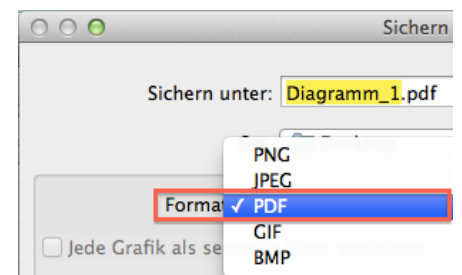 Sichern
Sichern unter: Diagramm_1.pdf
PNG
JPEG
Format ✓ PDF
GIF
Jede Grafik als se
BMP